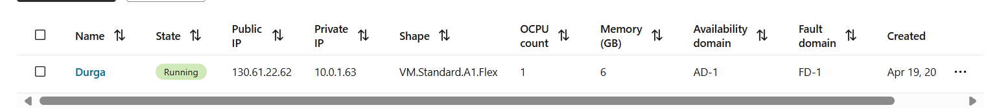 Name State Public IP Private IP Shape OCPU count Memory (GB) Availability domain Fault domain Created
Durga Running 130.61.22.62 10.0.1.63 VM.Standard.A1.Flex 1 6 AD-1 FD-1 Apr 19, 20